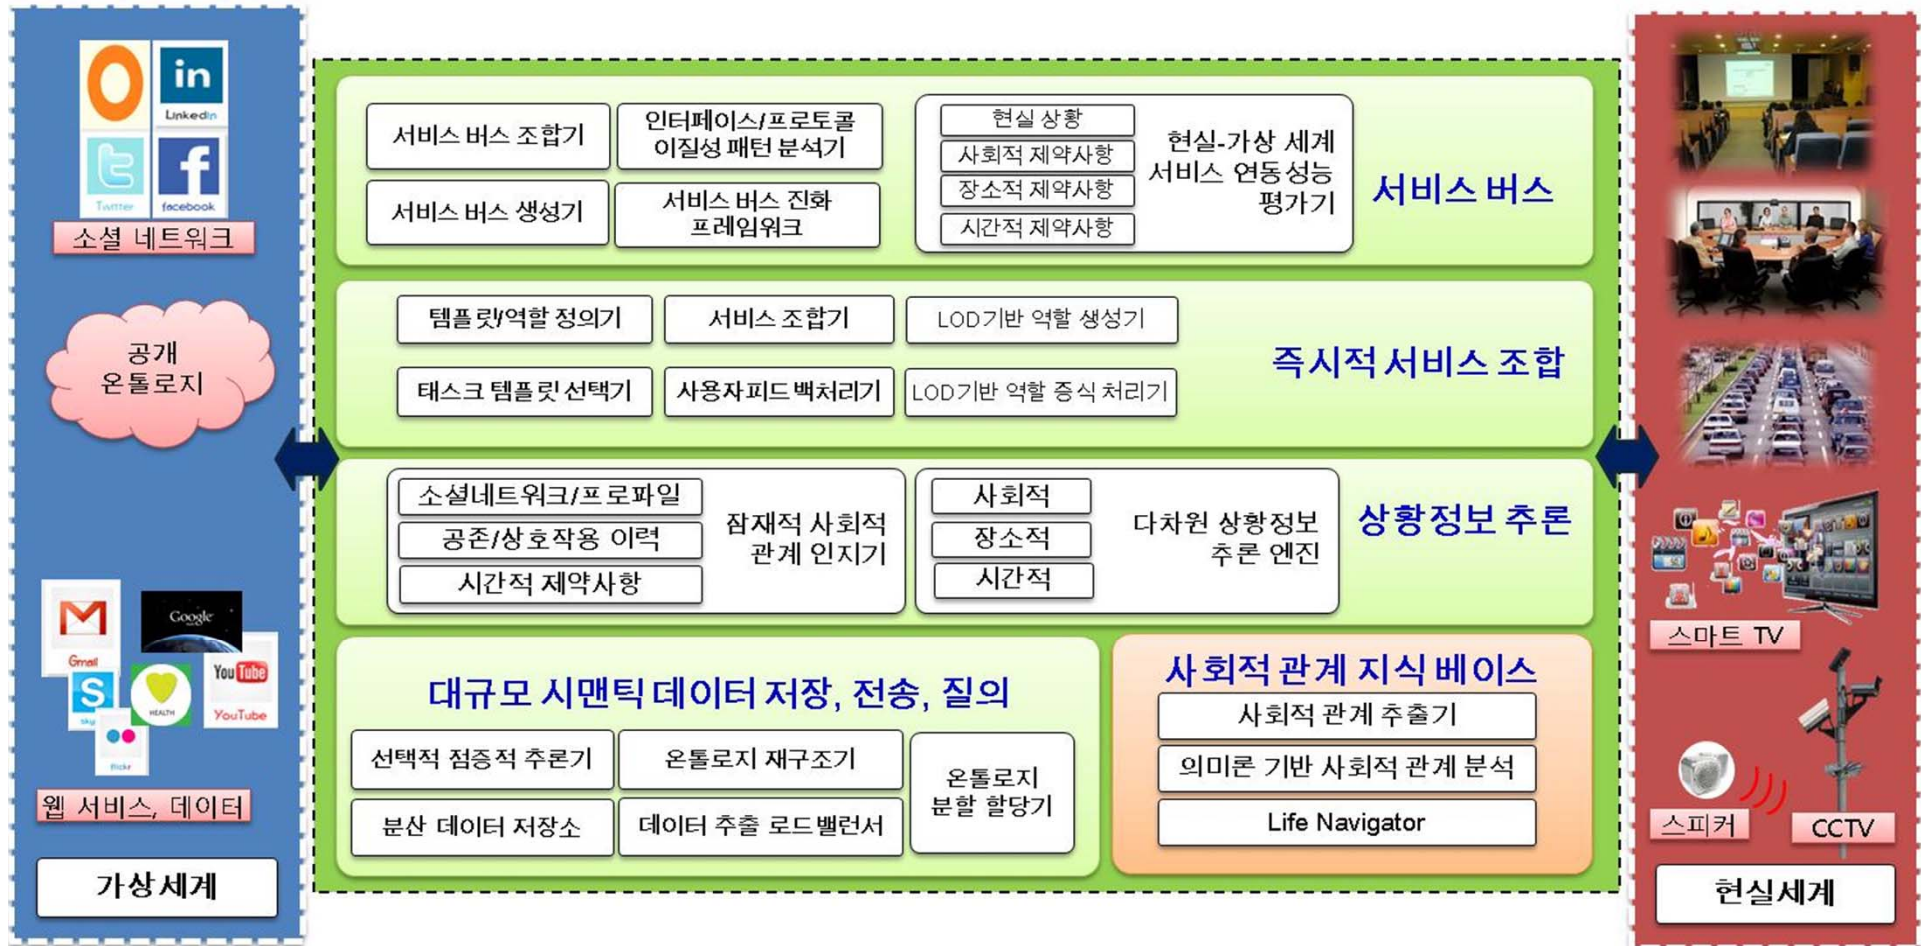 in
LinkedIn
Twitter
facebook
소셜 네트워크
공개
온톨로지
Gmail
Google
You Tube
YouTube
HEALTH
flickr
웹 서비스, 데이터
가상세계
서비스 버스 조합기
인터페이스/프로토콜
이질성 패턴 분석기
서비스 버스 생성기
서비스 버스 진화
프레임워크
현실 상황
사회적 제약사항
장소적 제약사항
시간적 제약사항
현실-가상 세계
서비스 연동성능
평가기
서비스 버스
템플릿/역할 정의기
서비스 조합기
LOD기반 역할 생성기
태스크 템플릿 선택기
사용자피드백처리기
LOD기반 역할 증식 처리기
즉시적 서비스 조합
소셜네트워크/프로파일
공존/상호작용 이력
시간적 제약사항
잠재적 사회적
관계 인지기
사회적
장소적
시간적
다차원 상황정보
추론 엔진
상황정보 추론
대규모 시맨틱 데이터 저장, 전송, 질의
선택적 점증적 추론기
온톨로지 재구조기
분산 데이터 저장소
데이터 추출 로드밸런서
온톨로지
분할 할당기
사회적 관계 지식 베이스
사회적 관계 추출기
의미론 기반 사회적 관계 분석
Life Navigator
스마트 TV
스피커
CCTV
현실세계